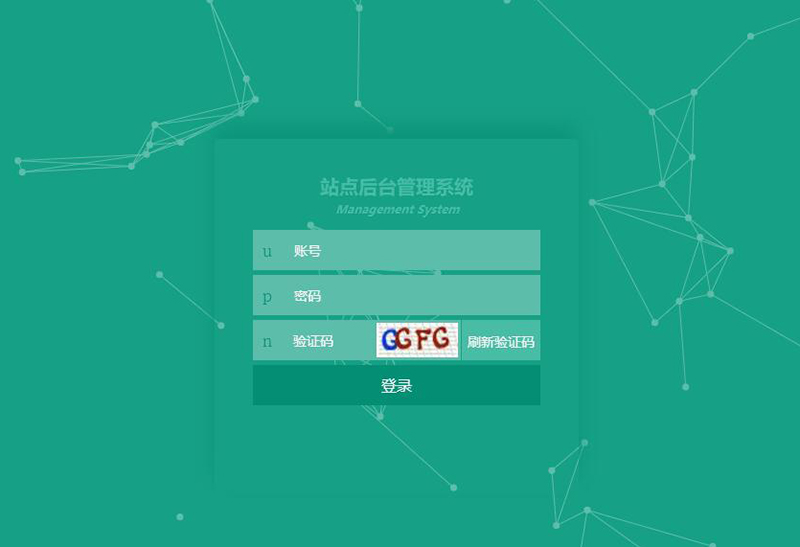 站点后台管理系统
Management System
u 账号
p 密码
n 验证码 GGFG 刷新验证码
登录